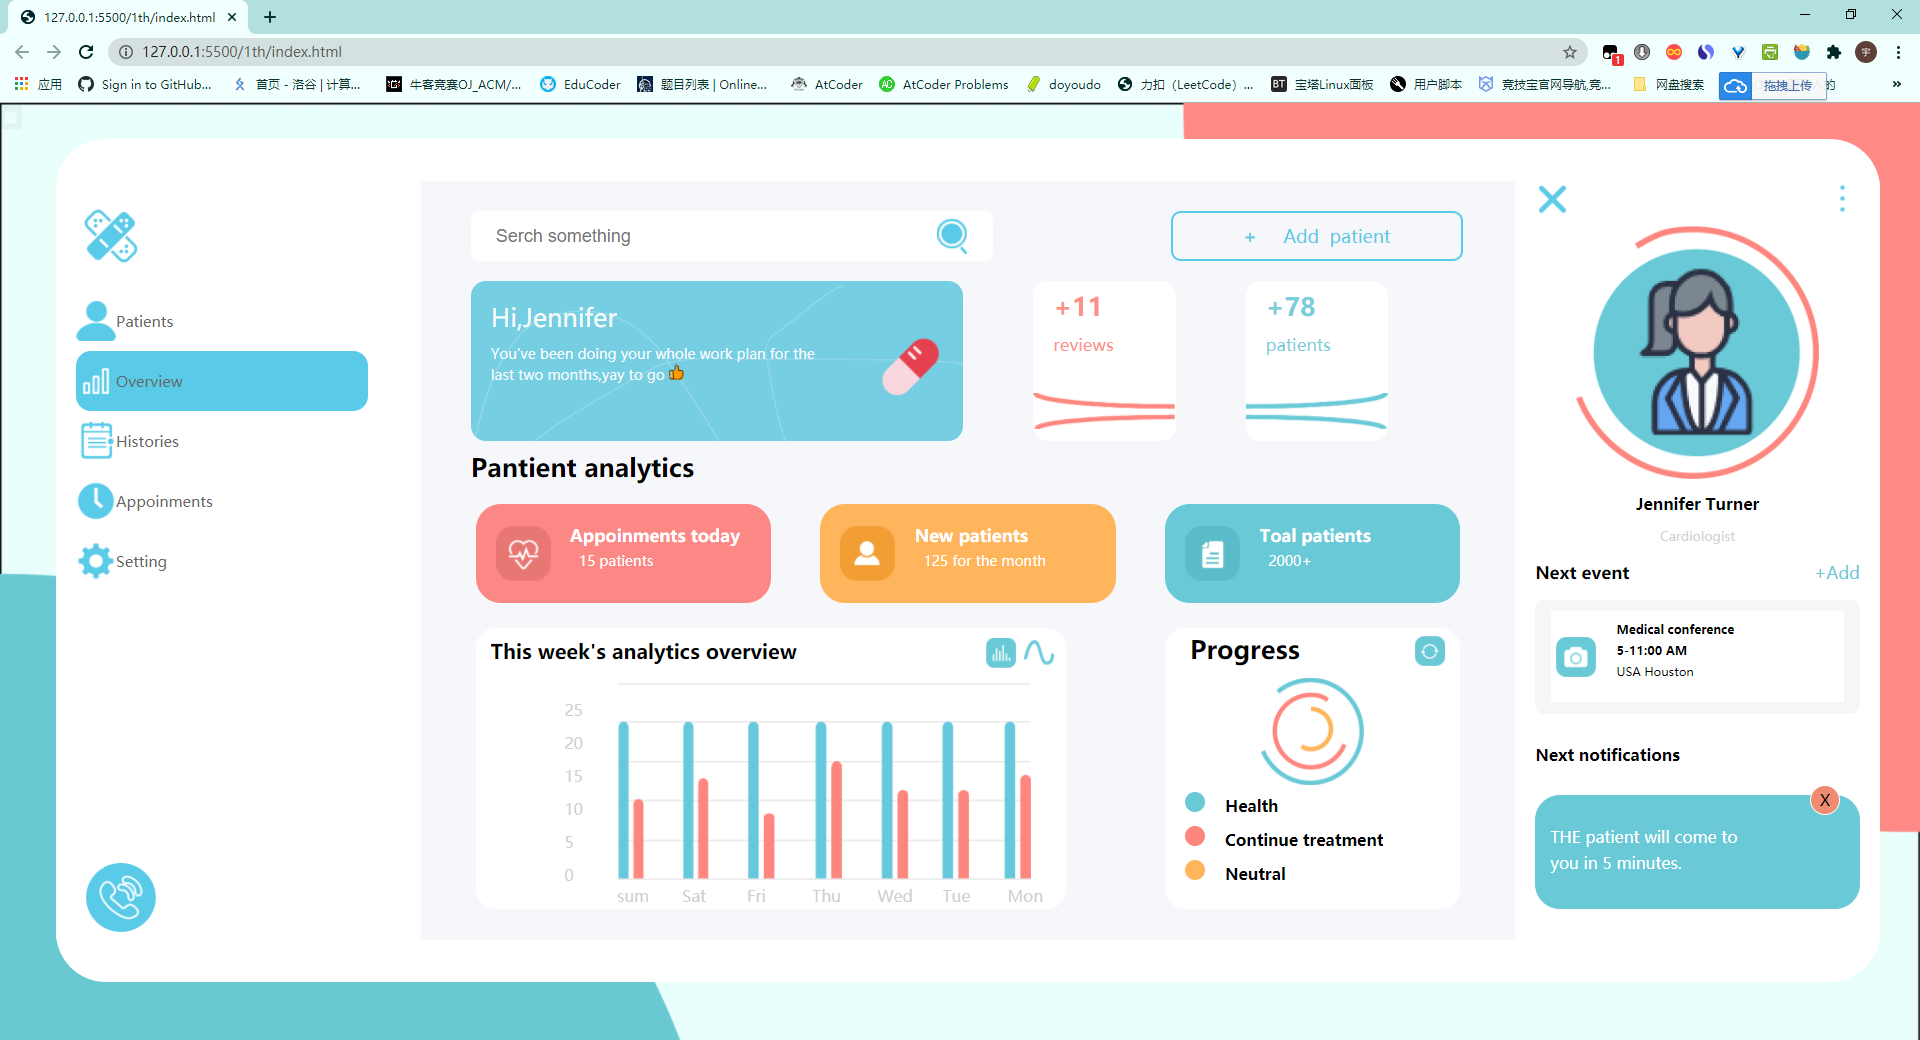 127.0.0.1:5500/1th/index.html
127.0.0.1:5500/1th/index.html
1
宇
应用
Sign in to GitHub...
首页 - 洛谷 | 计算...
牛客竞赛OJ_ACM/...
EduCoder
题目列表 | Online...
AtCoder
AC
AtCoder Problems
doyoudo
力扣（LeetCode）...
BT
宝塔Linux面板
用户脚本
竞技宝官网导航,竞...
网盘搜索
拖拽上传
的
»
Serch something
+ Add patient
Hi,Jennifer
You've been doing your whole work plan for the
last two months,yay to go 👍
+11
reviews
+78
patients
Patients
Overview
Histories
Appoinments
Setting
Pantient analytics
Appoinments today
15 patients
New patients
125 for the month
Toal patients
2000+
This week's analytics overview
25
20
15
10
5
0
sum Sat Fri Thu Wed Tue Mon
Progress
Health
Continue treatment
Neutral
Jennifer Turner
Cardiologist
Next event
+Add
Medical conference
5-11:00 AM
USA Houston
Next notifications
X
THE patient will come to
you in 5 minutes.